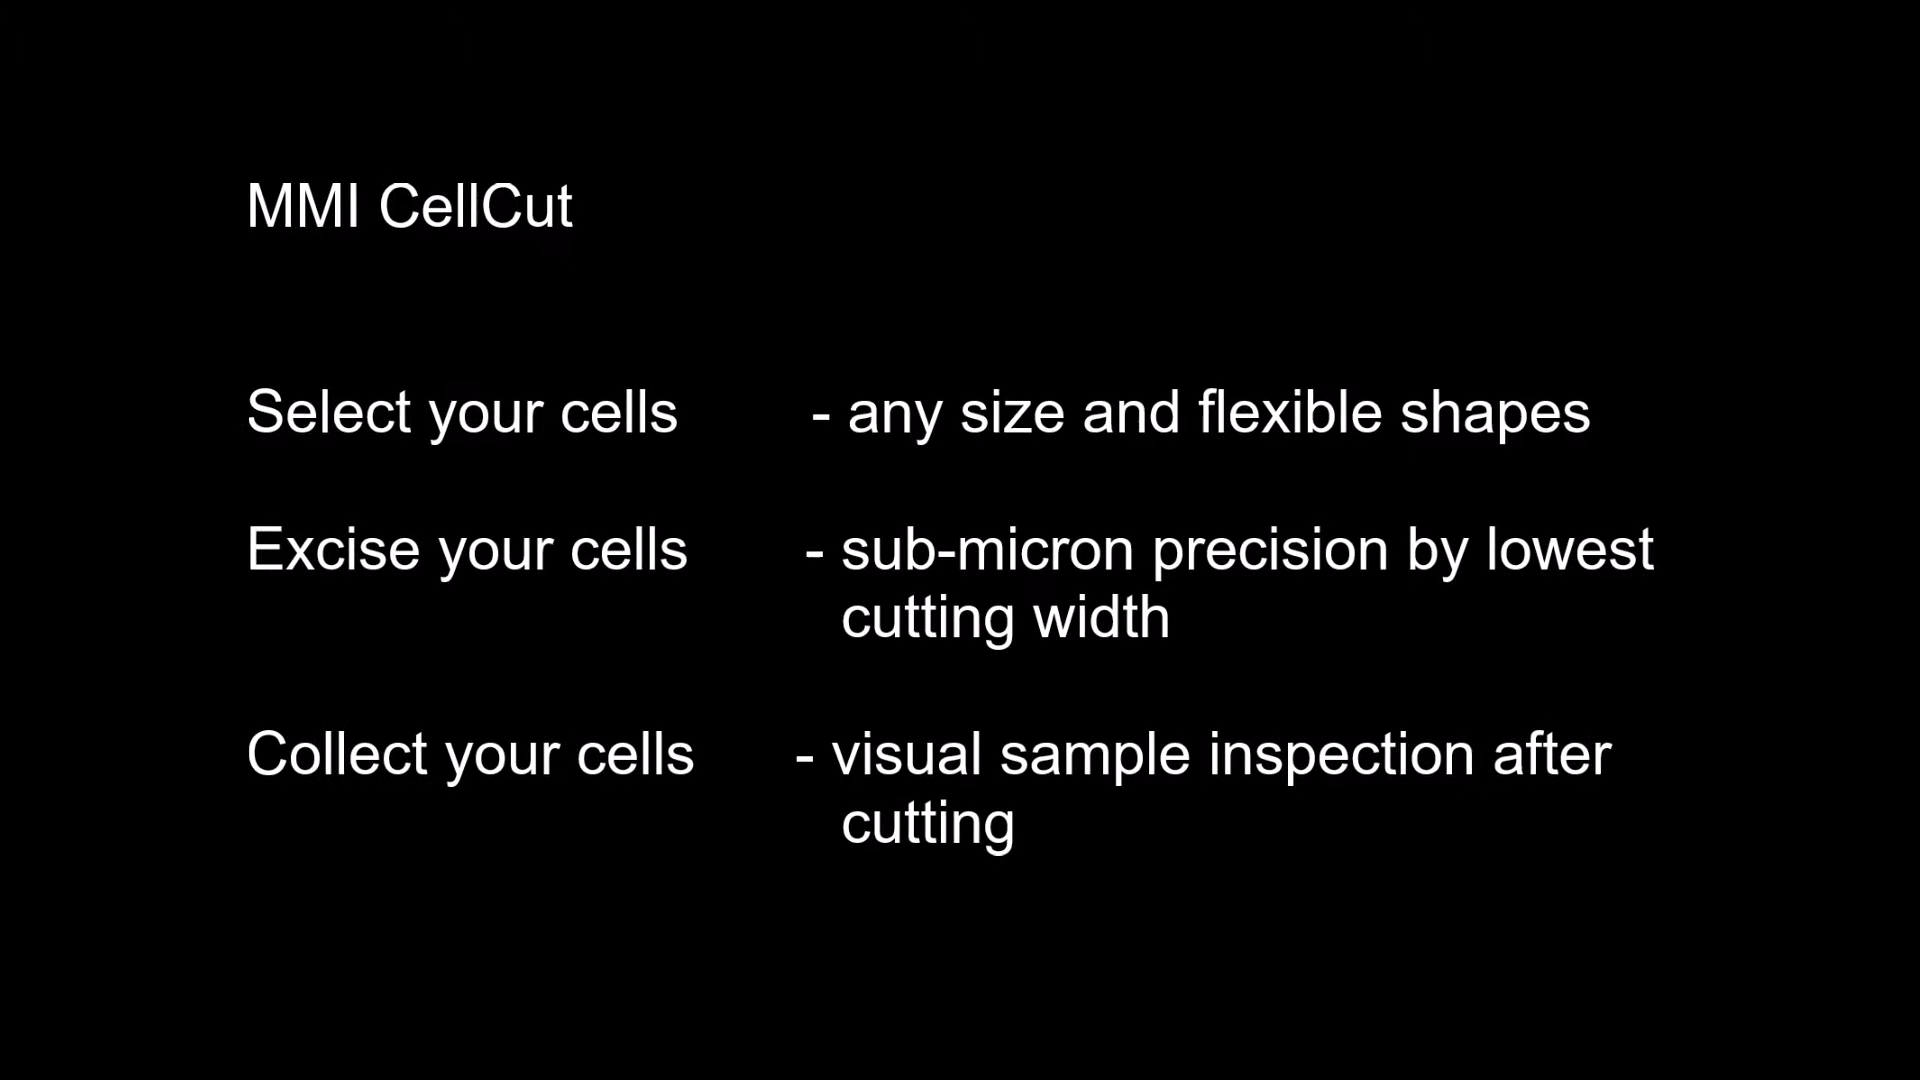 MMI CellCut
Select your cells - any size and flexible shapes
Excise your cells - sub-micron precision by lowest
cutting width
Collect your cells - visual sample inspection after
cutting